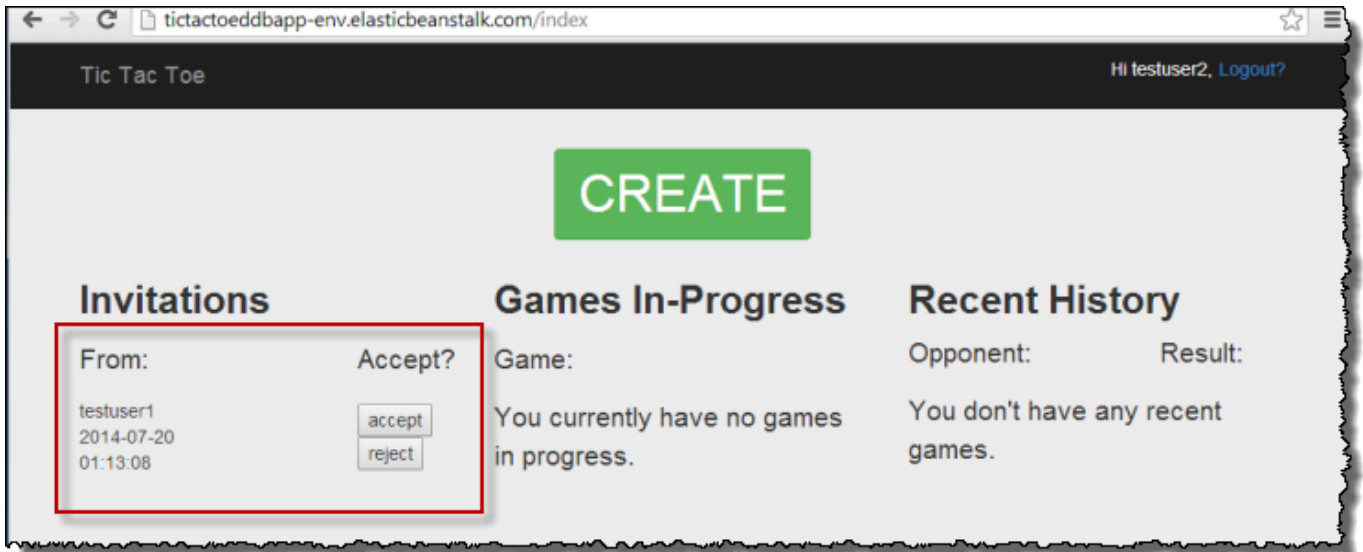 tictactoeddbapp-env.elasticbeanstalk.com/index
Tic Tac Toe
Hi testuser2, Logout?
CREATE
Invitations
From: Accept?
testuser1
2014-07-20
01:13:08
accept
reject
Games In-Progress
Game:
You currently have no games
in progress.
Recent History
Opponent: Result:
You don't have any recent
games.